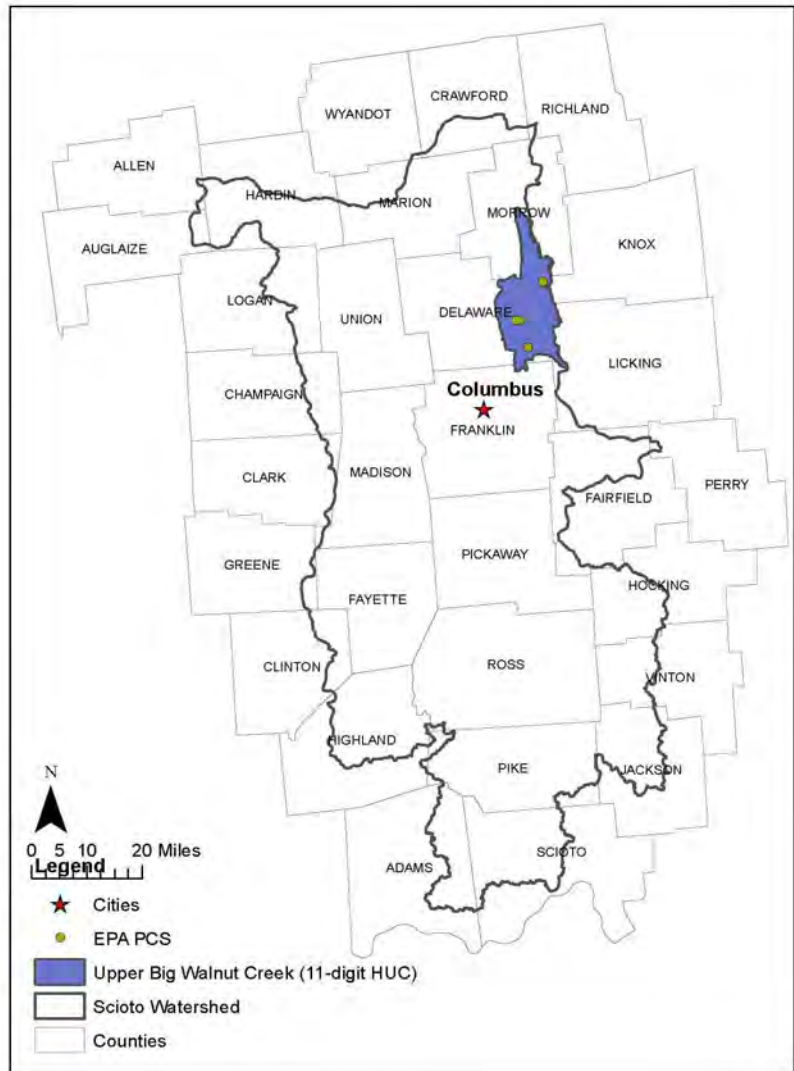 CRAWFORD
WYANDOT
RICHLAND
ALLEN
HARDIN
MARION
MORROW
AUGLAIZE
KNOX
LOGAN
UNION
DELAWARE
LICKING
CHAMPAIGN
Columbus
FRANKLIN
MADISON
CLARK
FAIRFIELD
PERRY
PICKAWAY
GREENE
HOCKING
FAYETTE
ROSS
CLINTON
VINTON
HIGHLAND
PIKE
JACKSON
N
0 5 10 20 Miles
Legend
ADAMS
SCIOTO
Cities
EPA PCS
Upper Big Walnut Creek (11-digit HUC)
Scioto Watershed
Counties